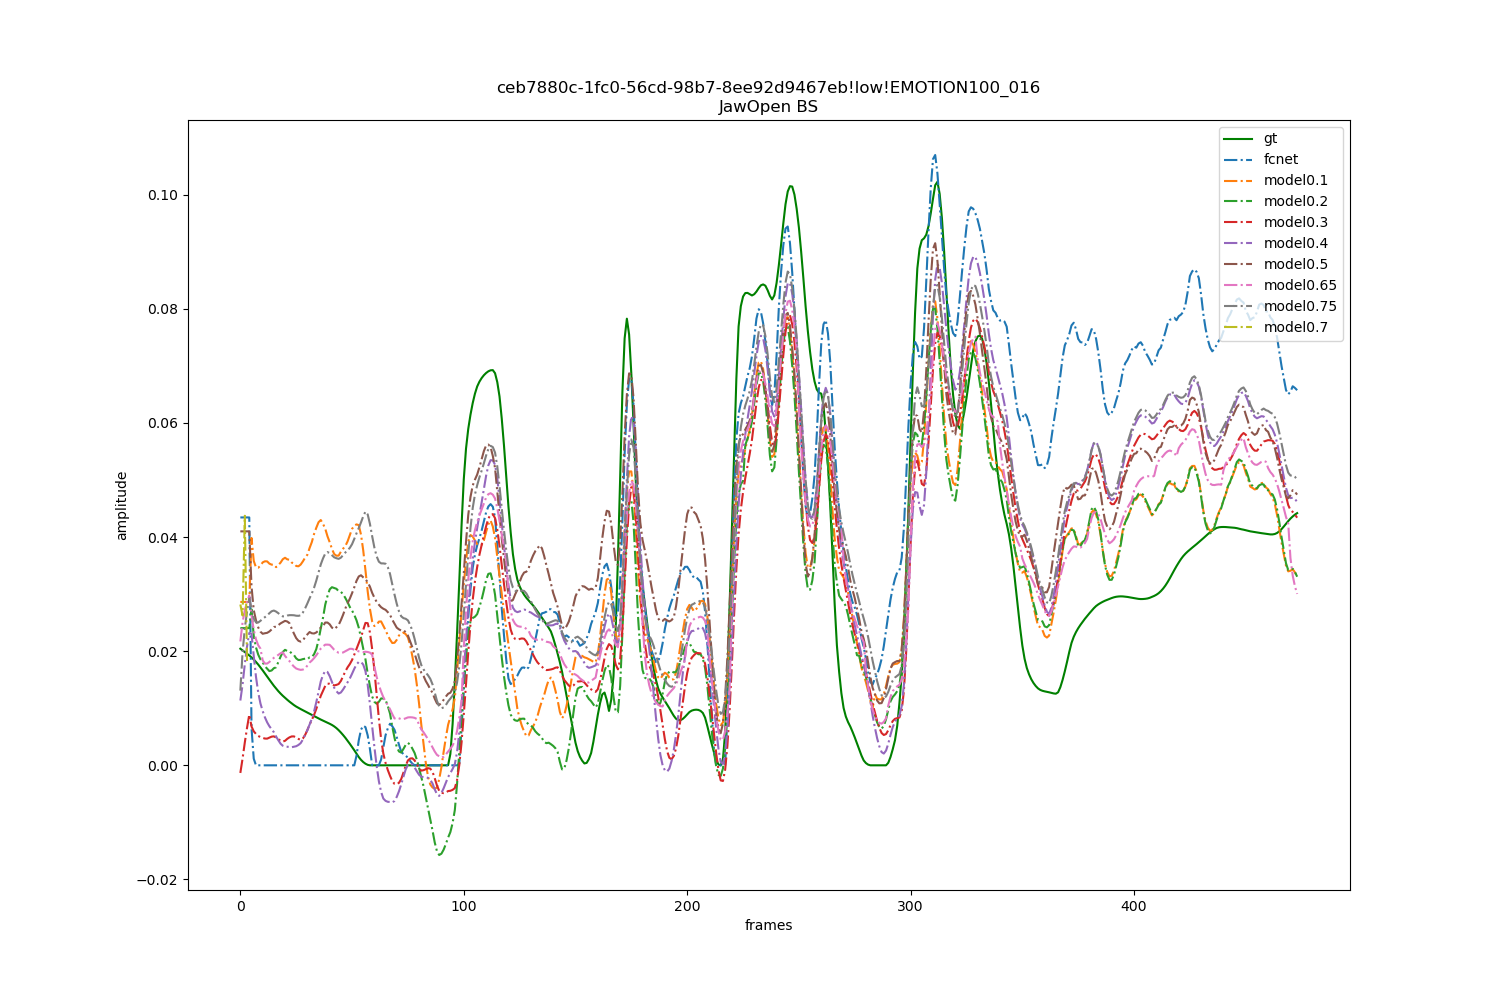 ceb7880c-1fc0-56cd-98b7-8ee92d9467eb!low!EMOTION100_016
JawOpen BS
gt
fcnet
model0.1
model0.2
model0.3
model0.4
model0.5
model0.65
model0.75
model0.7
amplitude
0.10
0.08
0.06
0.04
0.02
0.00
−0.02
0
100
200
300
400
frames